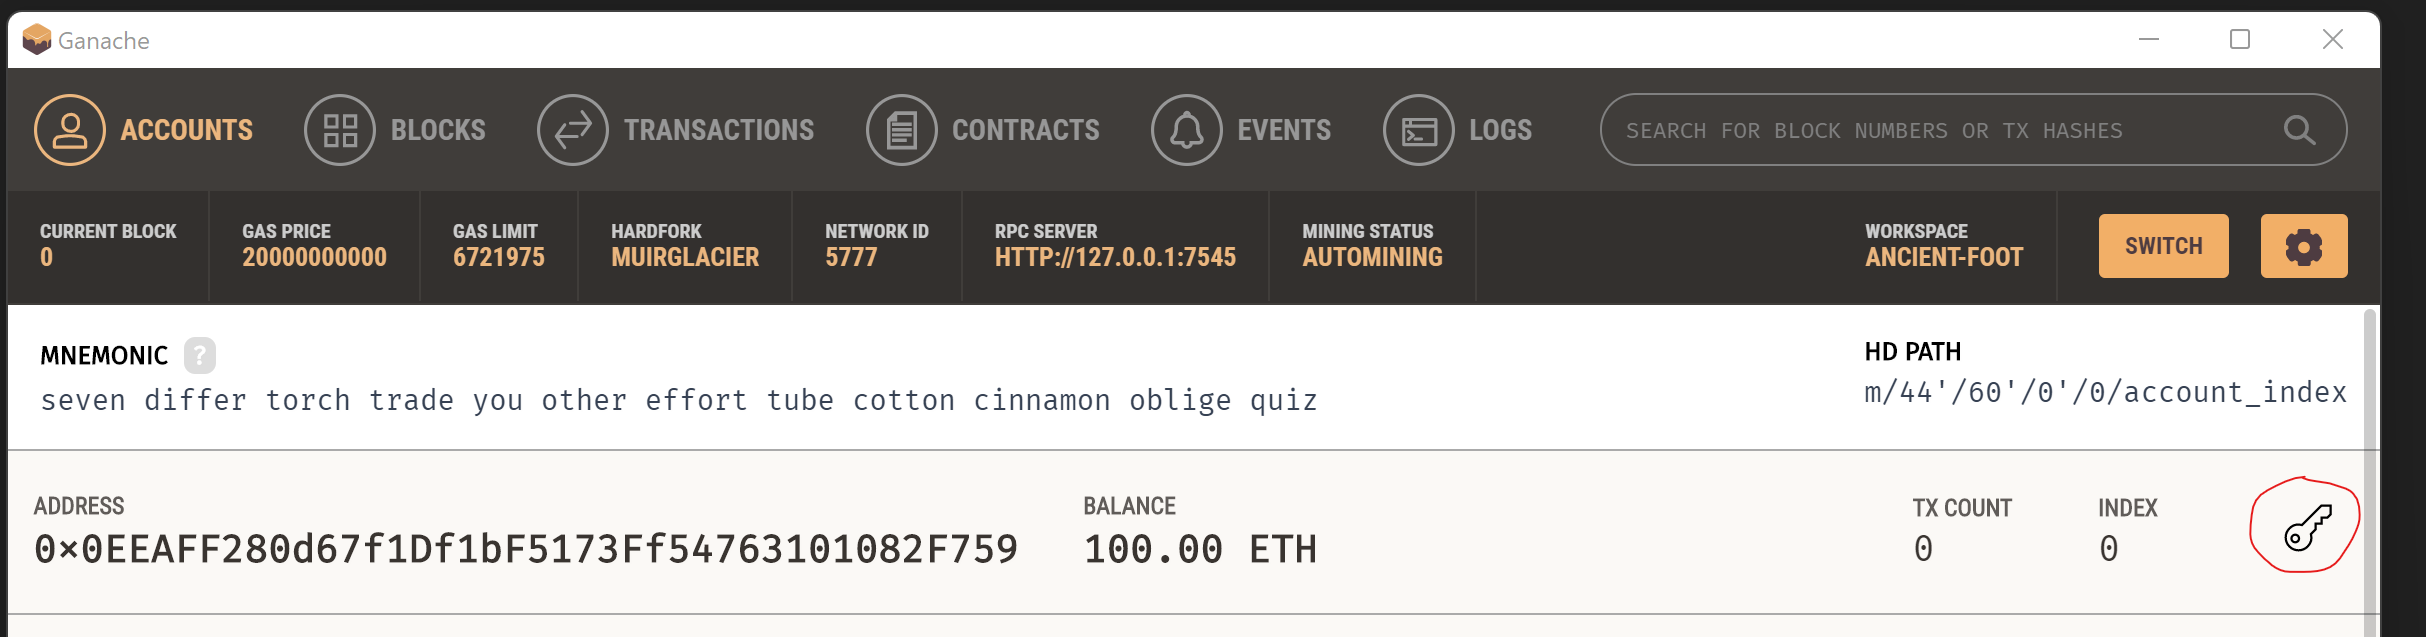 Ganache
ACCOUNTS BLOCKS TRANSACTIONS CONTRACTS EVENTS LOGS SEARCH FOR BLOCK NUMBERS OR TX HASHES
CURRENT BLOCK GAS PRICE GAS LIMIT HARDFORK NETWORK ID RPC SERVER MINING STATUS WORKSPACE
0 20000000000 6721975 MUIRGLACIER 5777 HTTP://127.0.0.1:7545 AUTOMINING ANCIENT-FOOT SWITCH
MNEMONIC ? HD PATH
seven differ torch trade you other effort tube cotton cinnamon oblige quiz m/44'/60'/0'/0/account_index
ADDRESS BALANCE TX COUNT INDEX
0×0EEAFF280d67f1Df1bF5173Ff54763101082F759 100.00 ETH 0 0